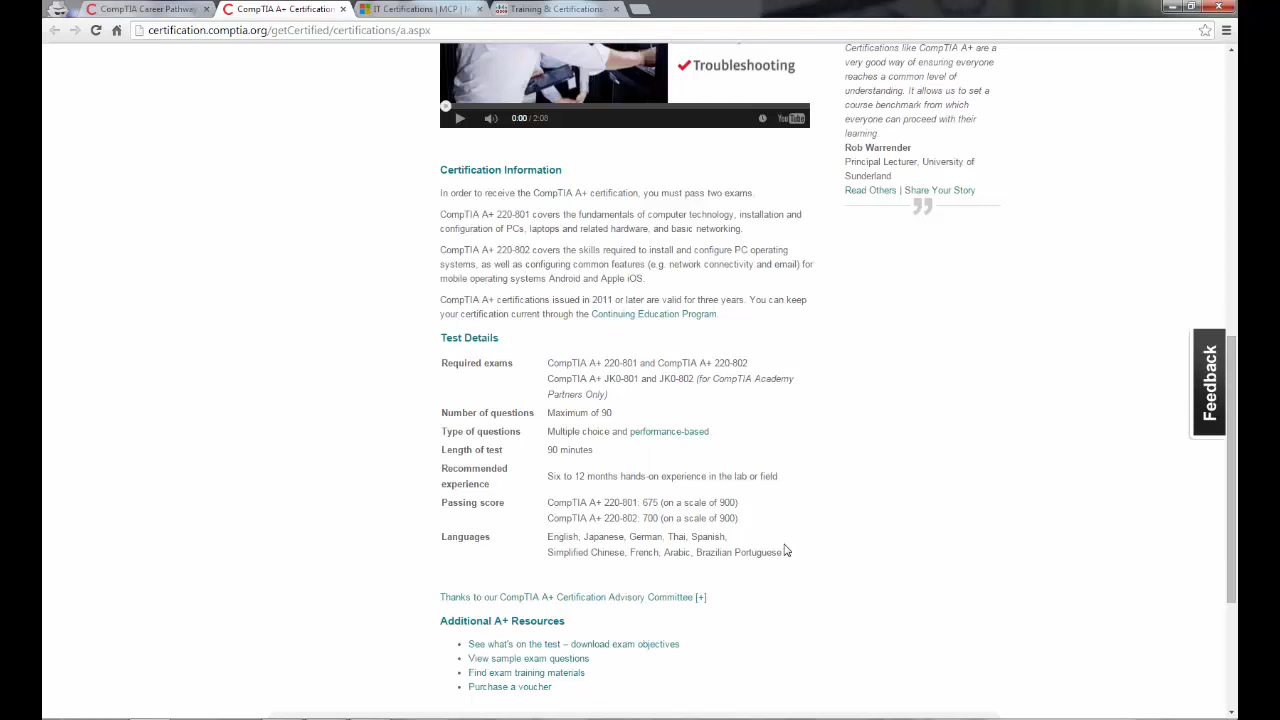 CompTIA Career Pathway
CompTIA A+ Certification
IT Certifications | MCP | M
Training & Certifications -
certification.comptia.org/getCertified/certifications/a.aspx
Troubleshooting
0:00 / 2:08
YouTube
Certifications like CompTIA A+ are a
very good way of ensuring everyone
reaches a common level of
understanding. It allows us to set a
course benchmark from which
everyone can proceed with their
learning.
Rob Warrender
Principal Lecturer, University of
Sunderland
Read Others | Share Your Story
Certification Information
In order to receive the CompTIA A+ certification, you must pass two exams.
CompTIA A+ 220-801 covers the fundamentals of computer technology, installation and
configuration of PCs, laptops and related hardware, and basic networking.
CompTIA A+ 220-802 covers the skills required to install and configure PC operating
systems, as well as configuring common features (e.g. network connectivity and email) for
mobile operating systems Android and Apple iOS.
CompTIA A+ certifications issued in 2011 or later are valid for three years. You can keep
your certification current through the Continuing Education Program.
Test Details
Required exams CompTIA A+ 220-801 and CompTIA A+ 220-802
CompTIA A+ JK0-801 and JK0-802 (for CompTIA Academy
Partners Only)
Number of questions Maximum of 90
Type of questions Multiple choice and performance-based
Length of test 90 minutes
Recommended
experience Six to 12 months hands-on experience in the lab or field
Passing score CompTIA A+ 220-801: 675 (on a scale of 900)
CompTIA A+ 220-802: 700 (on a scale of 900)
Languages English, Japanese, German, Thai, Spanish,
Simplified Chinese, French, Arabic, Brazilian Portuguese
Thanks to our CompTIA A+ Certification Advisory Committee [+]
Additional A+ Resources
See what's on the test – download exam objectives
View sample exam questions
Find exam training materials
Purchase a voucher
Feedback